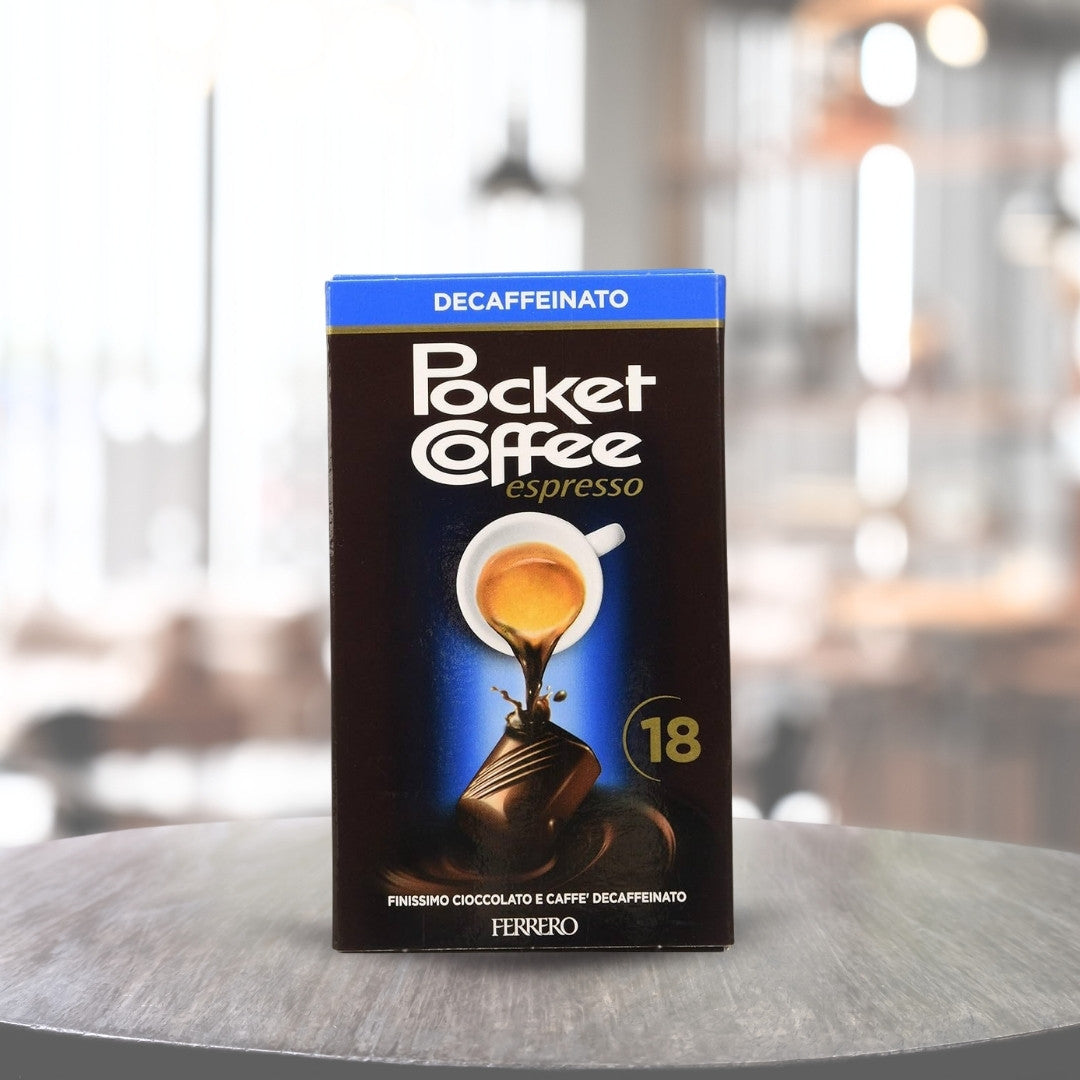 DECAFFEINATO
Pocket
Coffee
espresso
18
FINISSIMO CIOCCOLATO E CAFFE' DECAFFEINATO
FERRERO